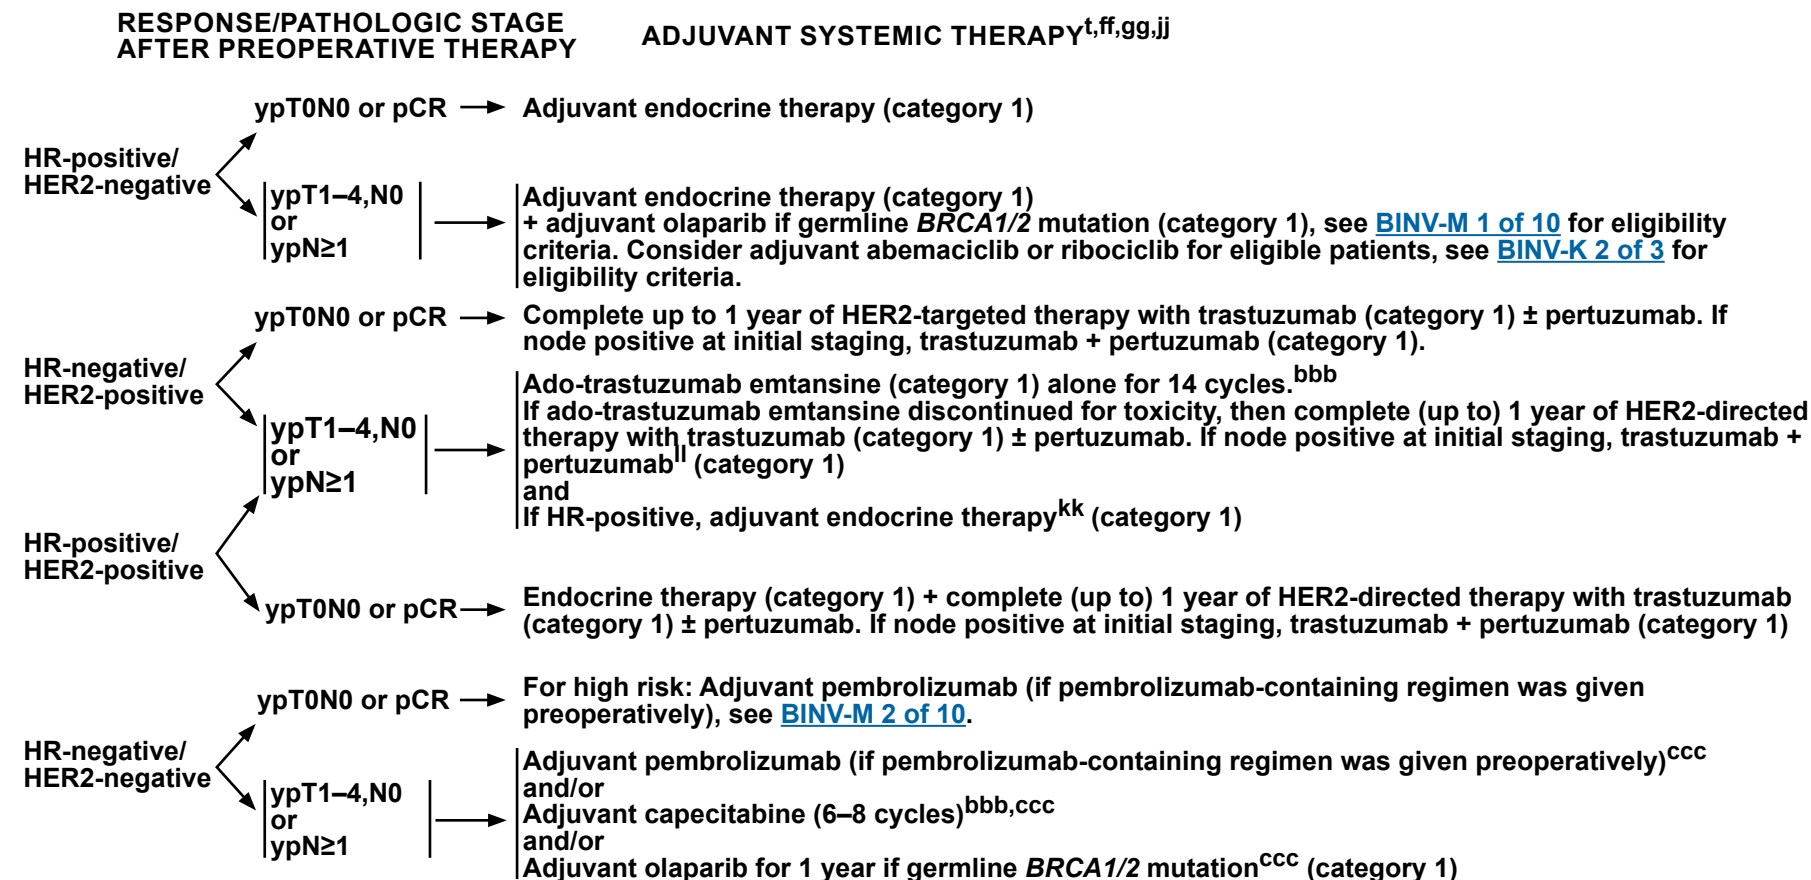 RESPONSE/PATHOLOGIC STAGE
AFTER PREOPERATIVE THERAPY
ADJUVANT SYSTEMIC THERAPYt,ff,gg,jj
HR-positive/
HER2-negative
ypT0N0 or pCR
Adjuvant endocrine therapy (category 1)
ypT1–4,N0
or
ypN≥1
Adjuvant endocrine therapy (category 1)
+ adjuvant olaparib if germline BRCA1/2 mutation (category 1), see BINV-M 1 of 10 for eligibility
criteria. Consider adjuvant abemaciclib or ribociclib for eligible patients, see BINV-K 2 of 3 for
eligibility criteria.
HR-negative/
HER2-positive
ypT0N0 or pCR
Complete up to 1 year of HER2-targeted therapy with trastuzumab (category 1) ± pertuzumab. If
node positive at initial staging, trastuzumab + pertuzumab (category 1).
ypT1–4,N0
or
ypN≥1
Ado-trastuzumab emtansine (category 1) alone for 14 cycles.bbb
If ado-trastuzumab emtansine discontinued for toxicity, then complete (up to) 1 year of HER2-directed
therapy with trastuzumab (category 1) ± pertuzumab. If node positive at initial staging, trastuzumab +
pertuzumabll (category 1)
and
If HR-positive, adjuvant endocrine therapykk (category 1)
HR-positive/
HER2-positive
ypT0N0 or pCR
Endocrine therapy (category 1) + complete (up to) 1 year of HER2-directed therapy with trastuzumab
(category 1) ± pertuzumab. If node positive at initial staging, trastuzumab + pertuzumab (category 1)
HR-negative/
HER2-negative
ypT0N0 or pCR
For high risk: Adjuvant pembrolizumab (if pembrolizumab-containing regimen was given
preoperatively), see BINV-M 2 of 10.
ypT1–4,N0
or
ypN≥1
Adjuvant pembrolizumab (if pembrolizumab-containing regimen was given preoperatively)ccc
and/or
Adjuvant capecitabine (6–8 cycles)bbb,ccc
and/or
Adjuvant olaparib for 1 year if germline BRCA1/2 mutationccc (category 1)